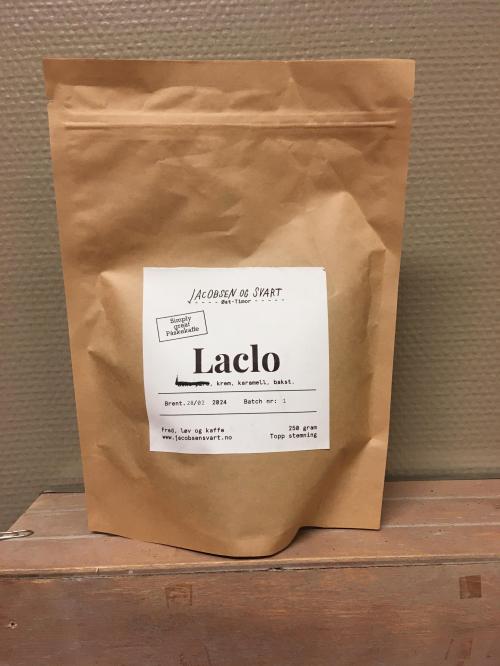 JACOBSEN OG SVART
Øst-Timor
Simply
great
Påskekaffe
Laclo
, krem, karamell, bakst.
Brent. 28/02 2024 Batch nr: 1
Fred, løv og kaffe 250 gram
www.jacobsensvart.no Topp stemning